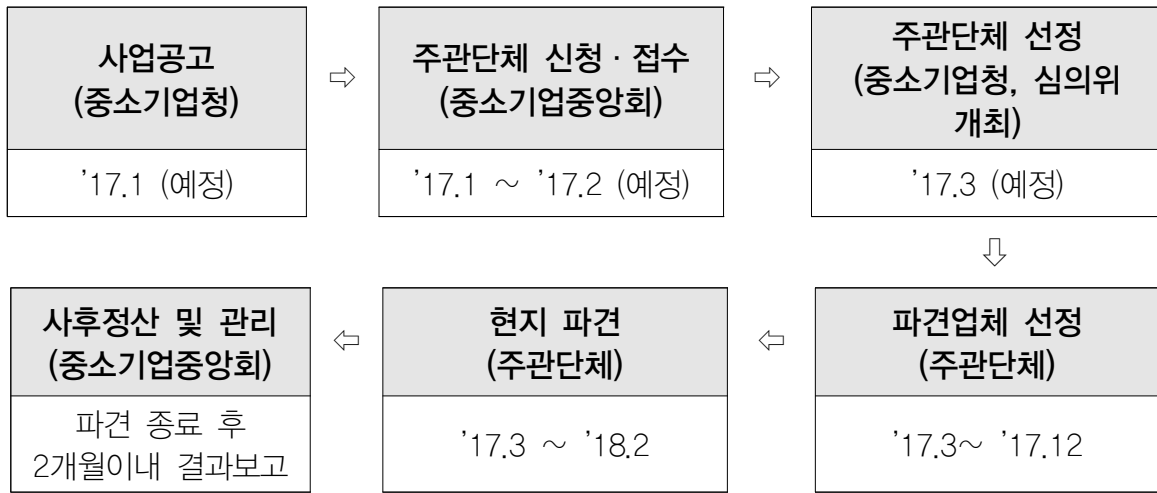 사업공고
(중소기업청)
'17.1 (예정)
⇨
주관단체 신청·접수
(중소기업중앙회)
'17.1 ~ '17.2 (예정)
⇨
주관단체 선정
(중소기업청, 심의위
개최)
'17.3 (예정)
⇩
파견업체 선정
(주관단체)
'17.3~ '17.12
⇦
현지 파견
(주관단체)
'17.3 ~ '18.2
⇦
사후정산 및 관리
(중소기업중앙회)
파견 종료 후
2개월이내 결과보고